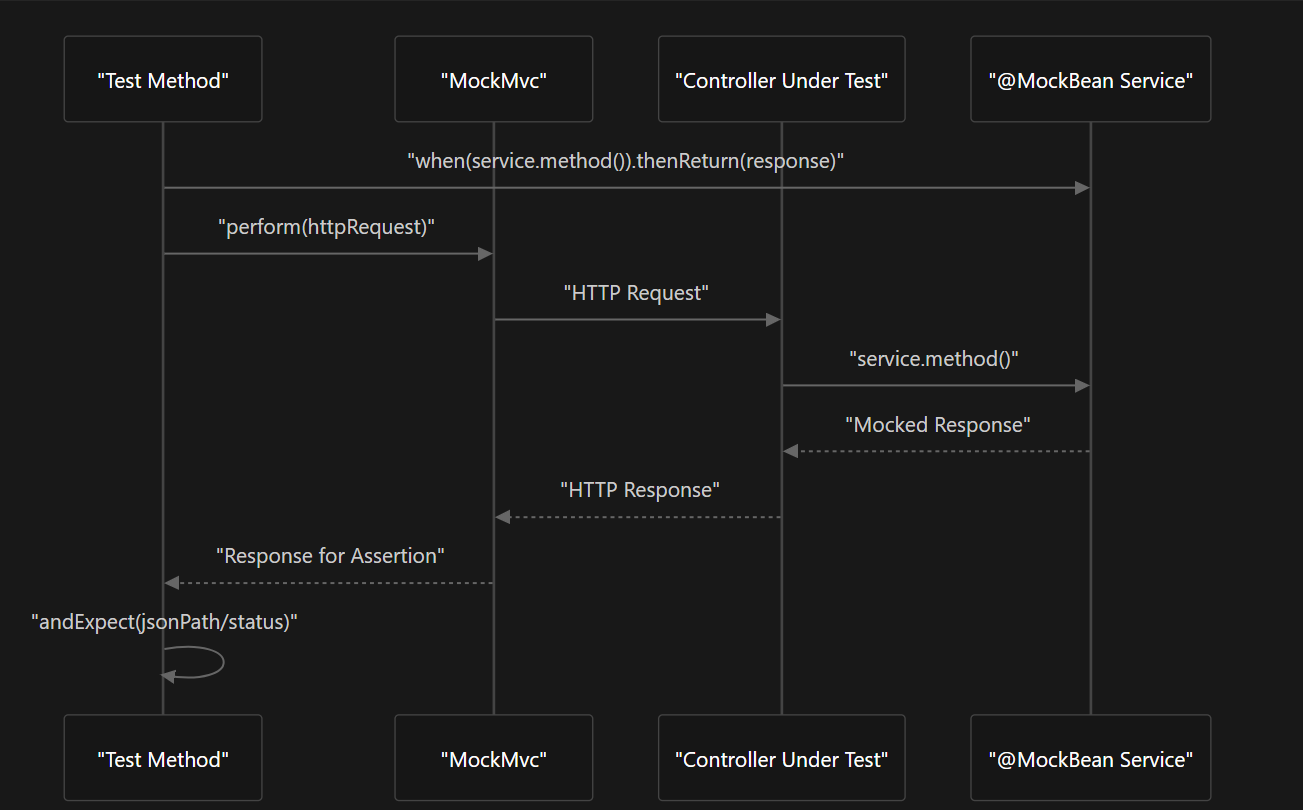 "Test Method"
"MockMvc"
"Controller Under Test"
"@MockBean Service"
"when(service.method()).thenReturn(response)"
"perform(httpRequest)"
"HTTP Request"
"service.method()"
"Mocked Response"
"HTTP Response"
"Response for Assertion"
"andExpect(jsonPath/status)"
"Test Method"
"MockMvc"
"Controller Under Test"
"@MockBean Service"